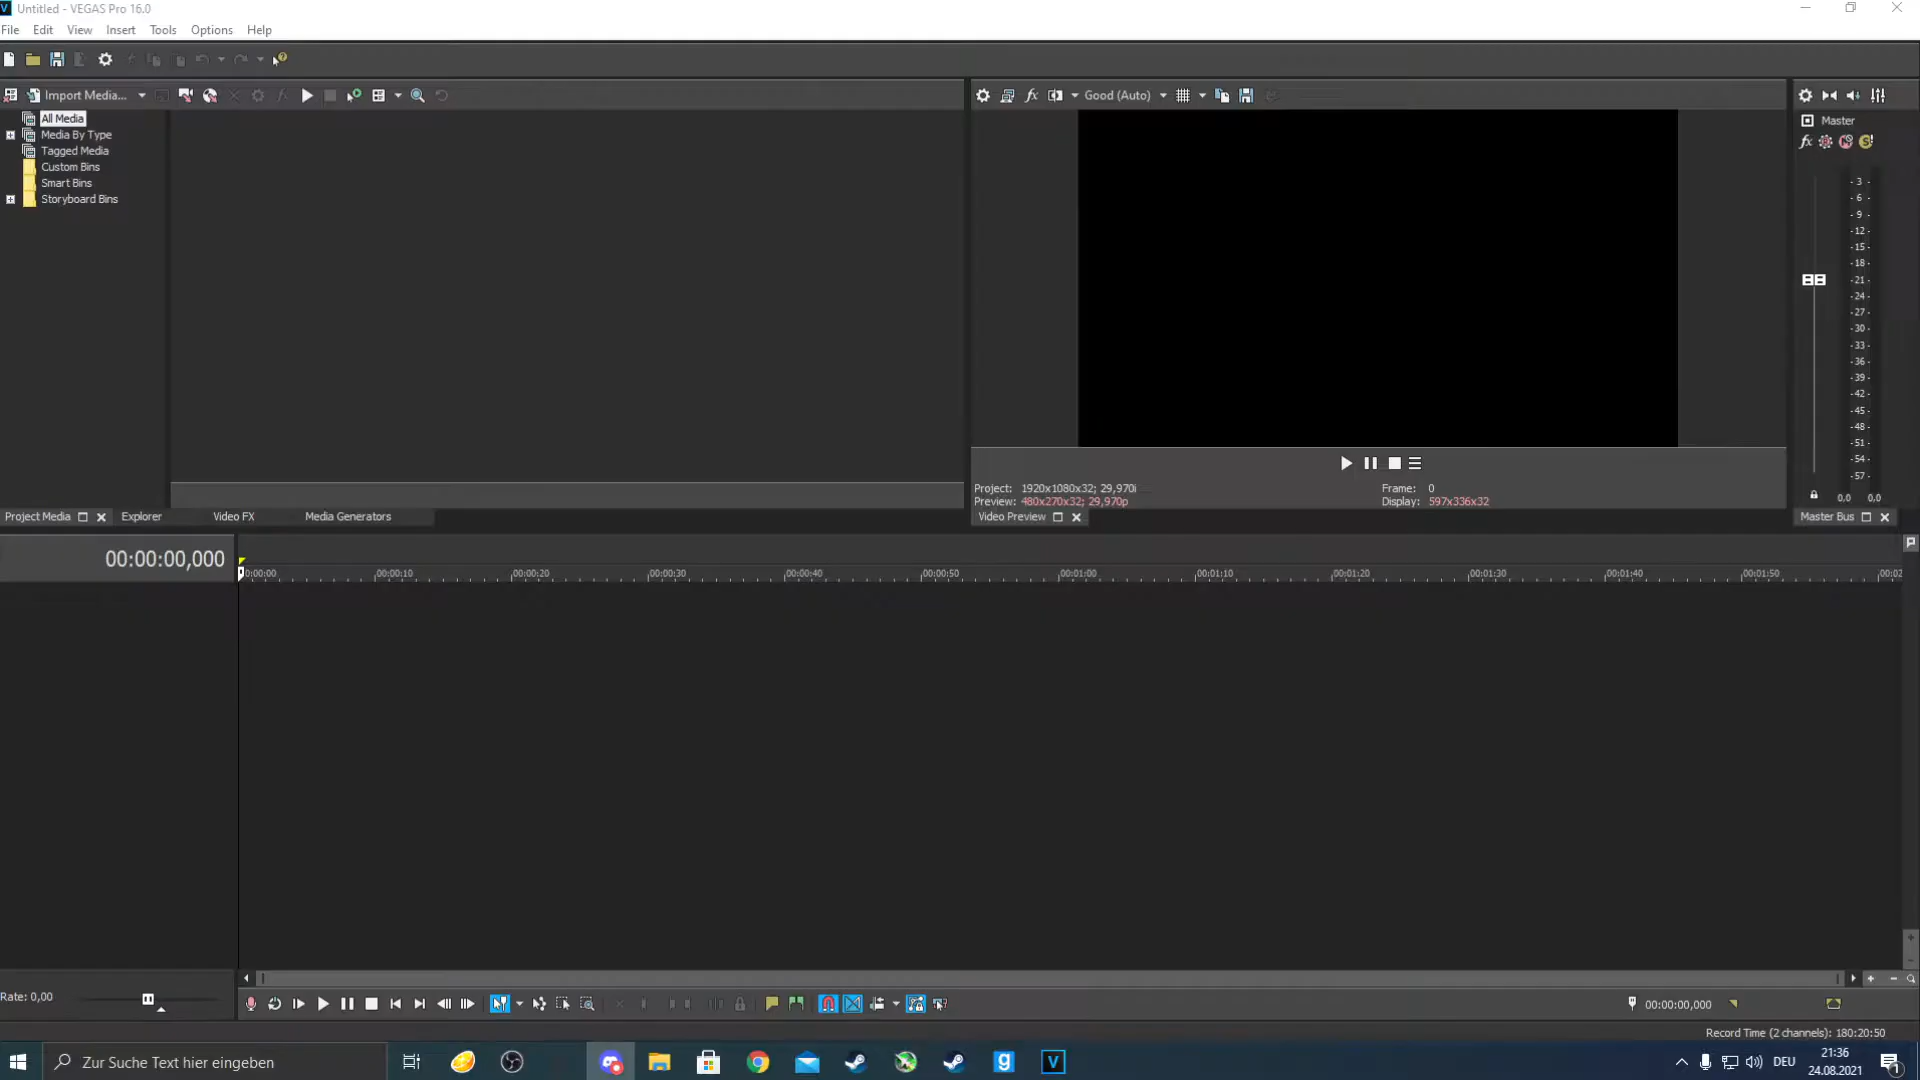 Untitled - VEGAS Pro 16.0
File Edit View Insert Tools Options Help
Import Media...
All Media
Media By Type
Tagged Media
Custom Bins
Smart Bins
Storyboard Bins
Project Media
Explorer
Video FX
Media Generators
Good (Auto)
Project: 1920x1080x32; 29,970i
Preview: 480x270x32; 29,970p
Frame: 0
Display: 597x336x32
Video Preview
Master
- 3 -
- 6 -
- 9 -
-12 -
-15 -
-18 -
-21 -
-24 -
-27 -
-30 -
-33 -
-36 -
-39 -
-42 -
-45 -
-48 -
-51 -
-54 -
-57 -
0,0 0,0
Master Bus
00:00:00,000
0:00:00 00:00:10 00:00:20 00:00:30 00:00:40 00:00:50 00:01:00 00:01:10 00:01:20 00:01:30 00:01:40 00:01:50 00:02
Rate: 0,00
00:00:00,000
Record Time (2 channels): 180:20:50
Zur Suche Text hier eingeben
DEU
21:36
24.08.2021
1